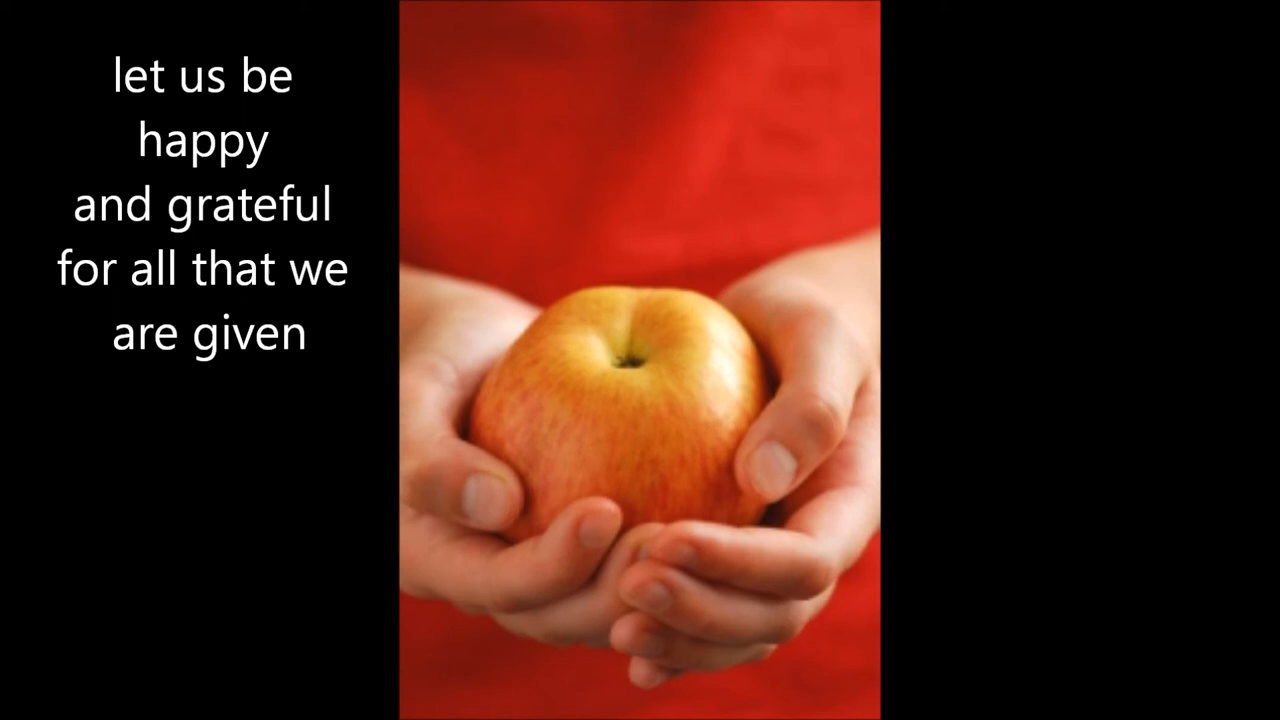 let us be
happy
and grateful
for all that we
are given